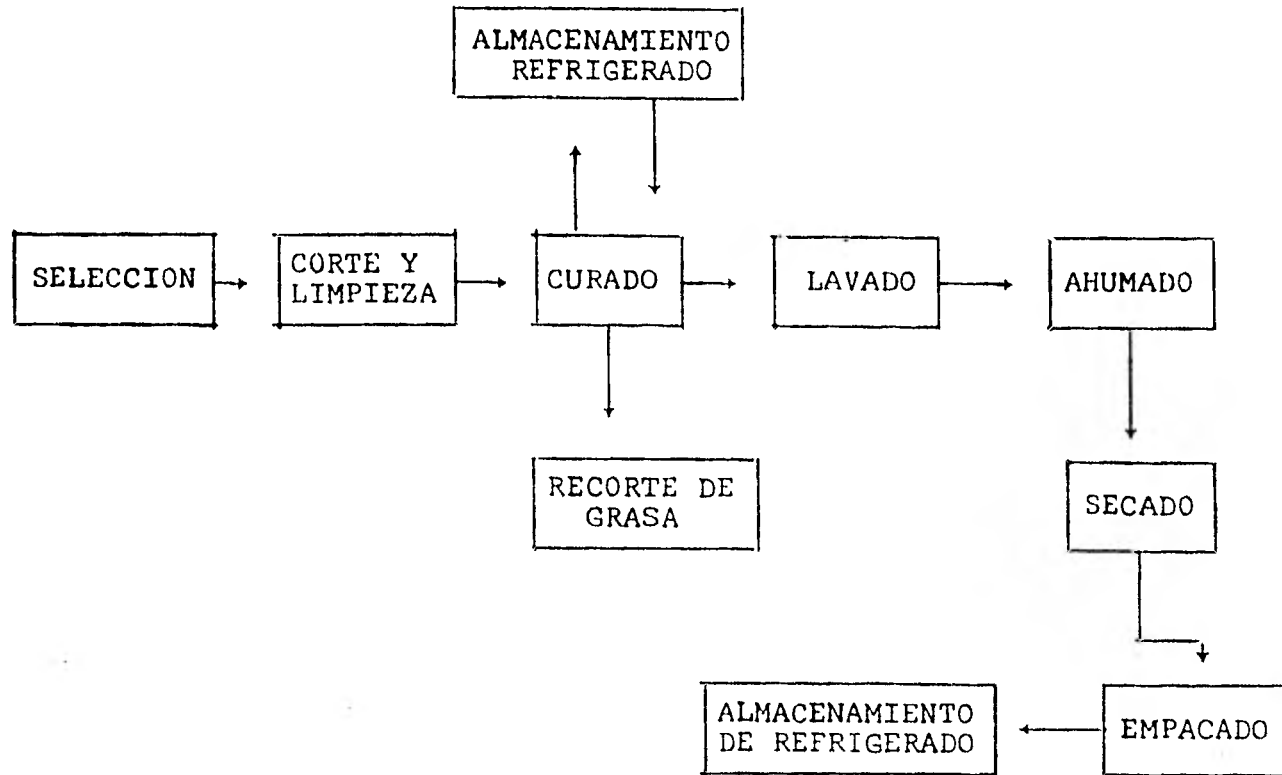 ALMACENAMIENTO
REFRIGERADO
SELECCION
CORTE Y
LIMPIEZA
CURADO
LAVADO
AHUMADO
RECORTE DE
GRASA
SECADO
ALMACENAMIENTO
DE REFRIGERADO
EMPACADO